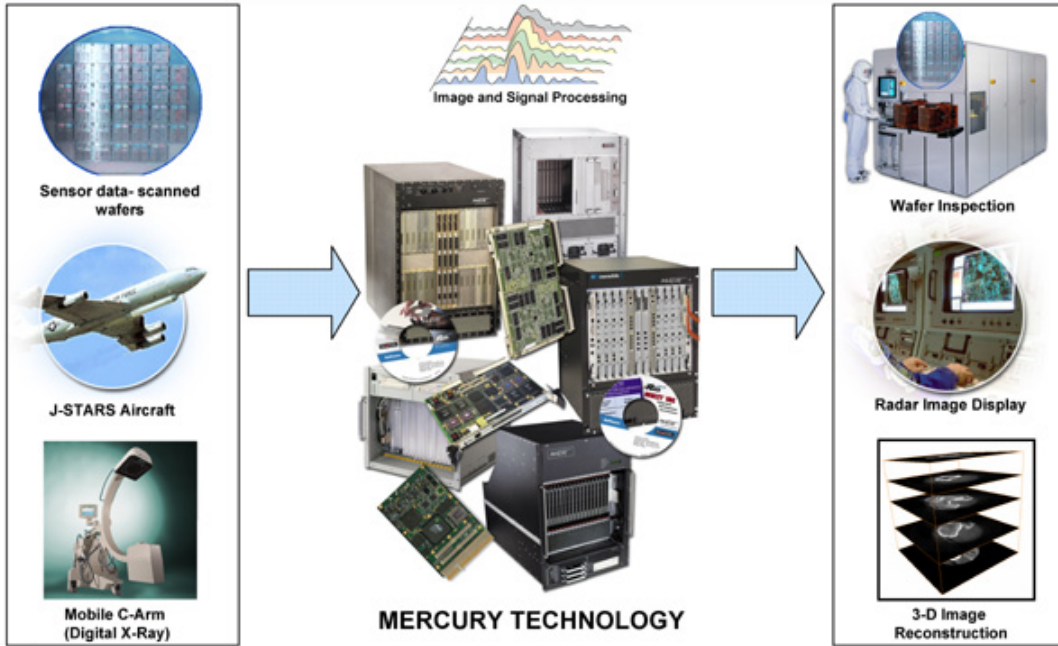 Image and Signal Processing
Sensor data- scanned
wafers
J-STARS Aircraft
Mobile C-Arm
(Digital X-Ray)
MERCURY TECHNOLOGY
Wafer Inspection
Radar Image Display
3-D Image
Reconstruction